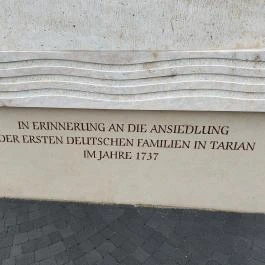 IN ERINNERUNG AN DIE ANSIEDLUNG
DER ERSTEN DEUTSCHEN FAMILIEN IN TARIAN
IM JAHRE 1737